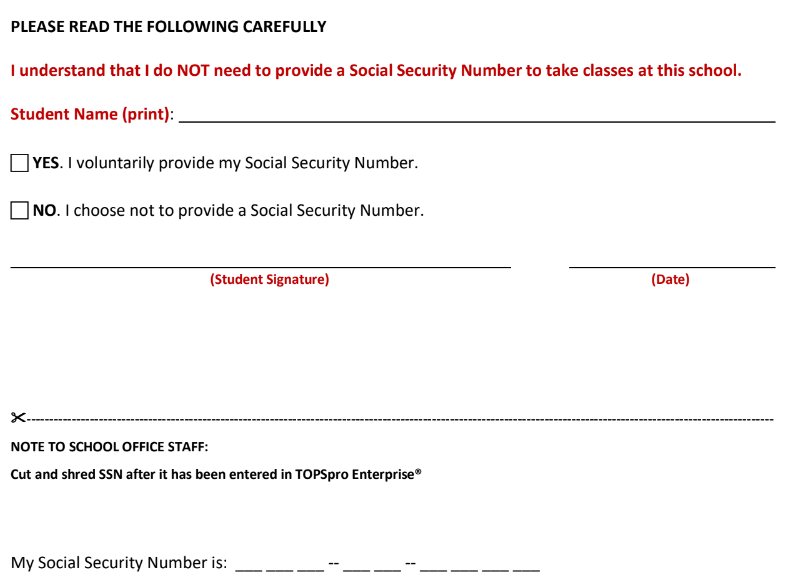 PLEASE READ THE FOLLOWING CAREFULLY
I understand that I do NOT need to provide a Social Security Number to take classes at this school.
Student Name (print): ______________________________
YES. I voluntarily provide my Social Security Number.
NO. I choose not to provide a Social Security Number.
(Student Signature) (Date)
NOTE TO SCHOOL OFFICE STAFF:
Cut and shred SSN after it has been entered in TOPSpro Enterprise®
My Social Security Number is: ___ ___ ___ -- ___ ___ -- ___ ___ ___ ___